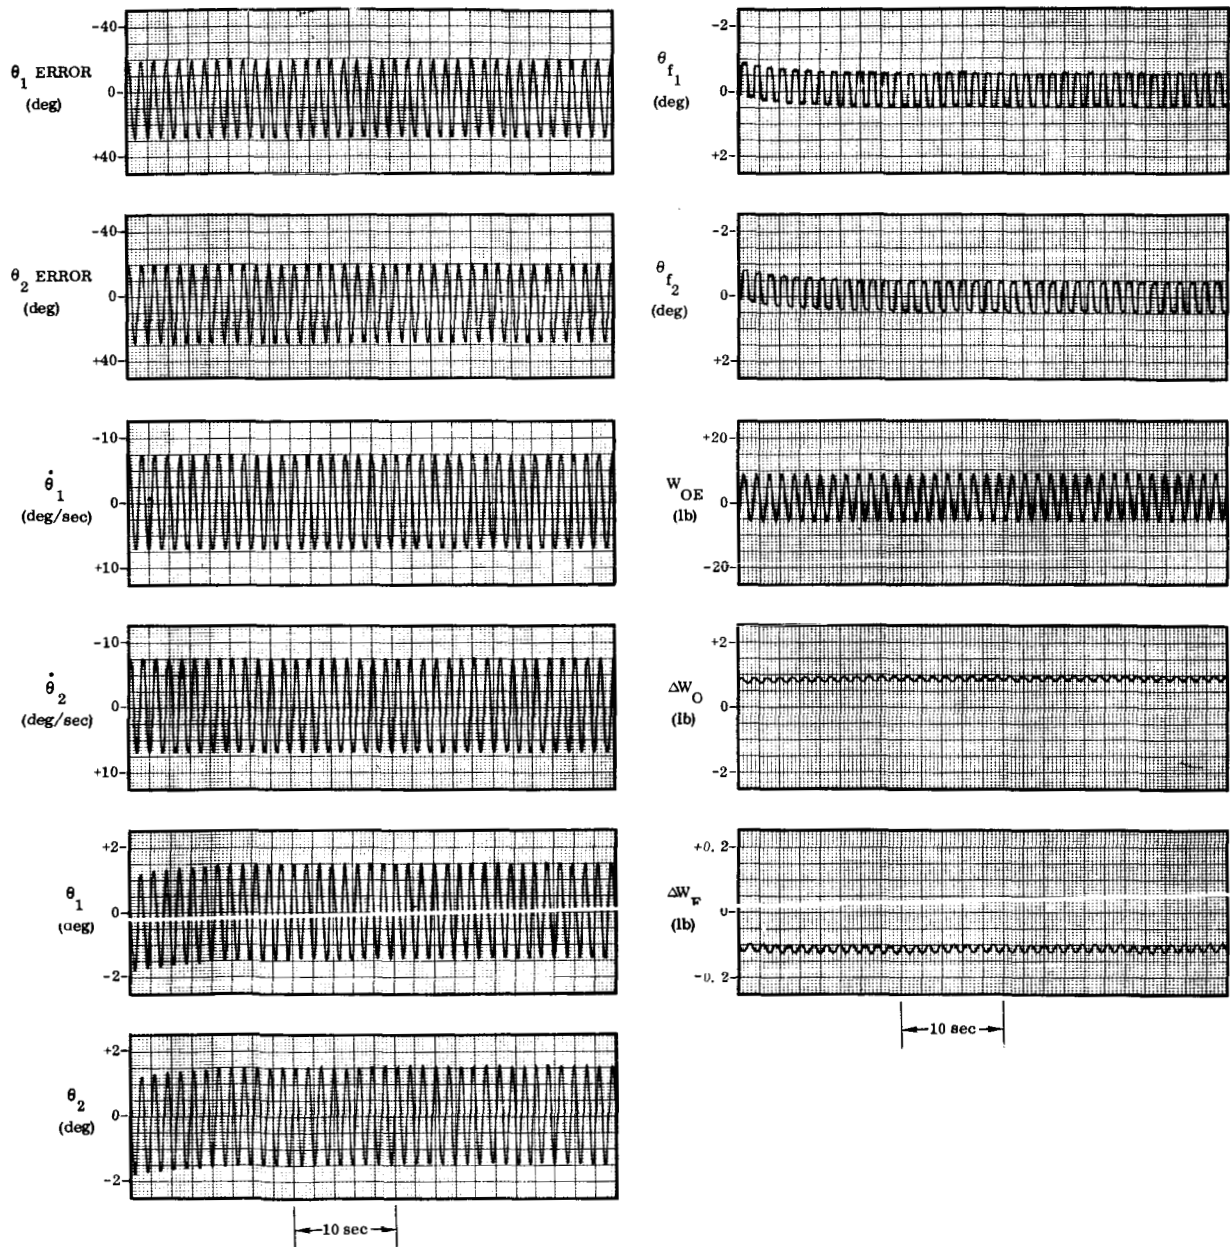 -40
θ1 ERROR
0
(deg)
+40
-40
θ2 ERROR
0
(deg)
+40
-10
θ̇1
0
(deg/sec)
+10
-10
θ̇2
0
(deg/sec)
+10
+2
θ1
0
(deg)
-2
+2
θ2
0
(deg)
-2
10 sec
-2
θf1
0
(deg)
+2
-2
θf2
0
(deg)
+2
+20
WOE
0
(lb)
-20
+2
ΔWO
0
(lb)
-2
+0.2
ΔWF
0
(lb)
-0.2
10 sec